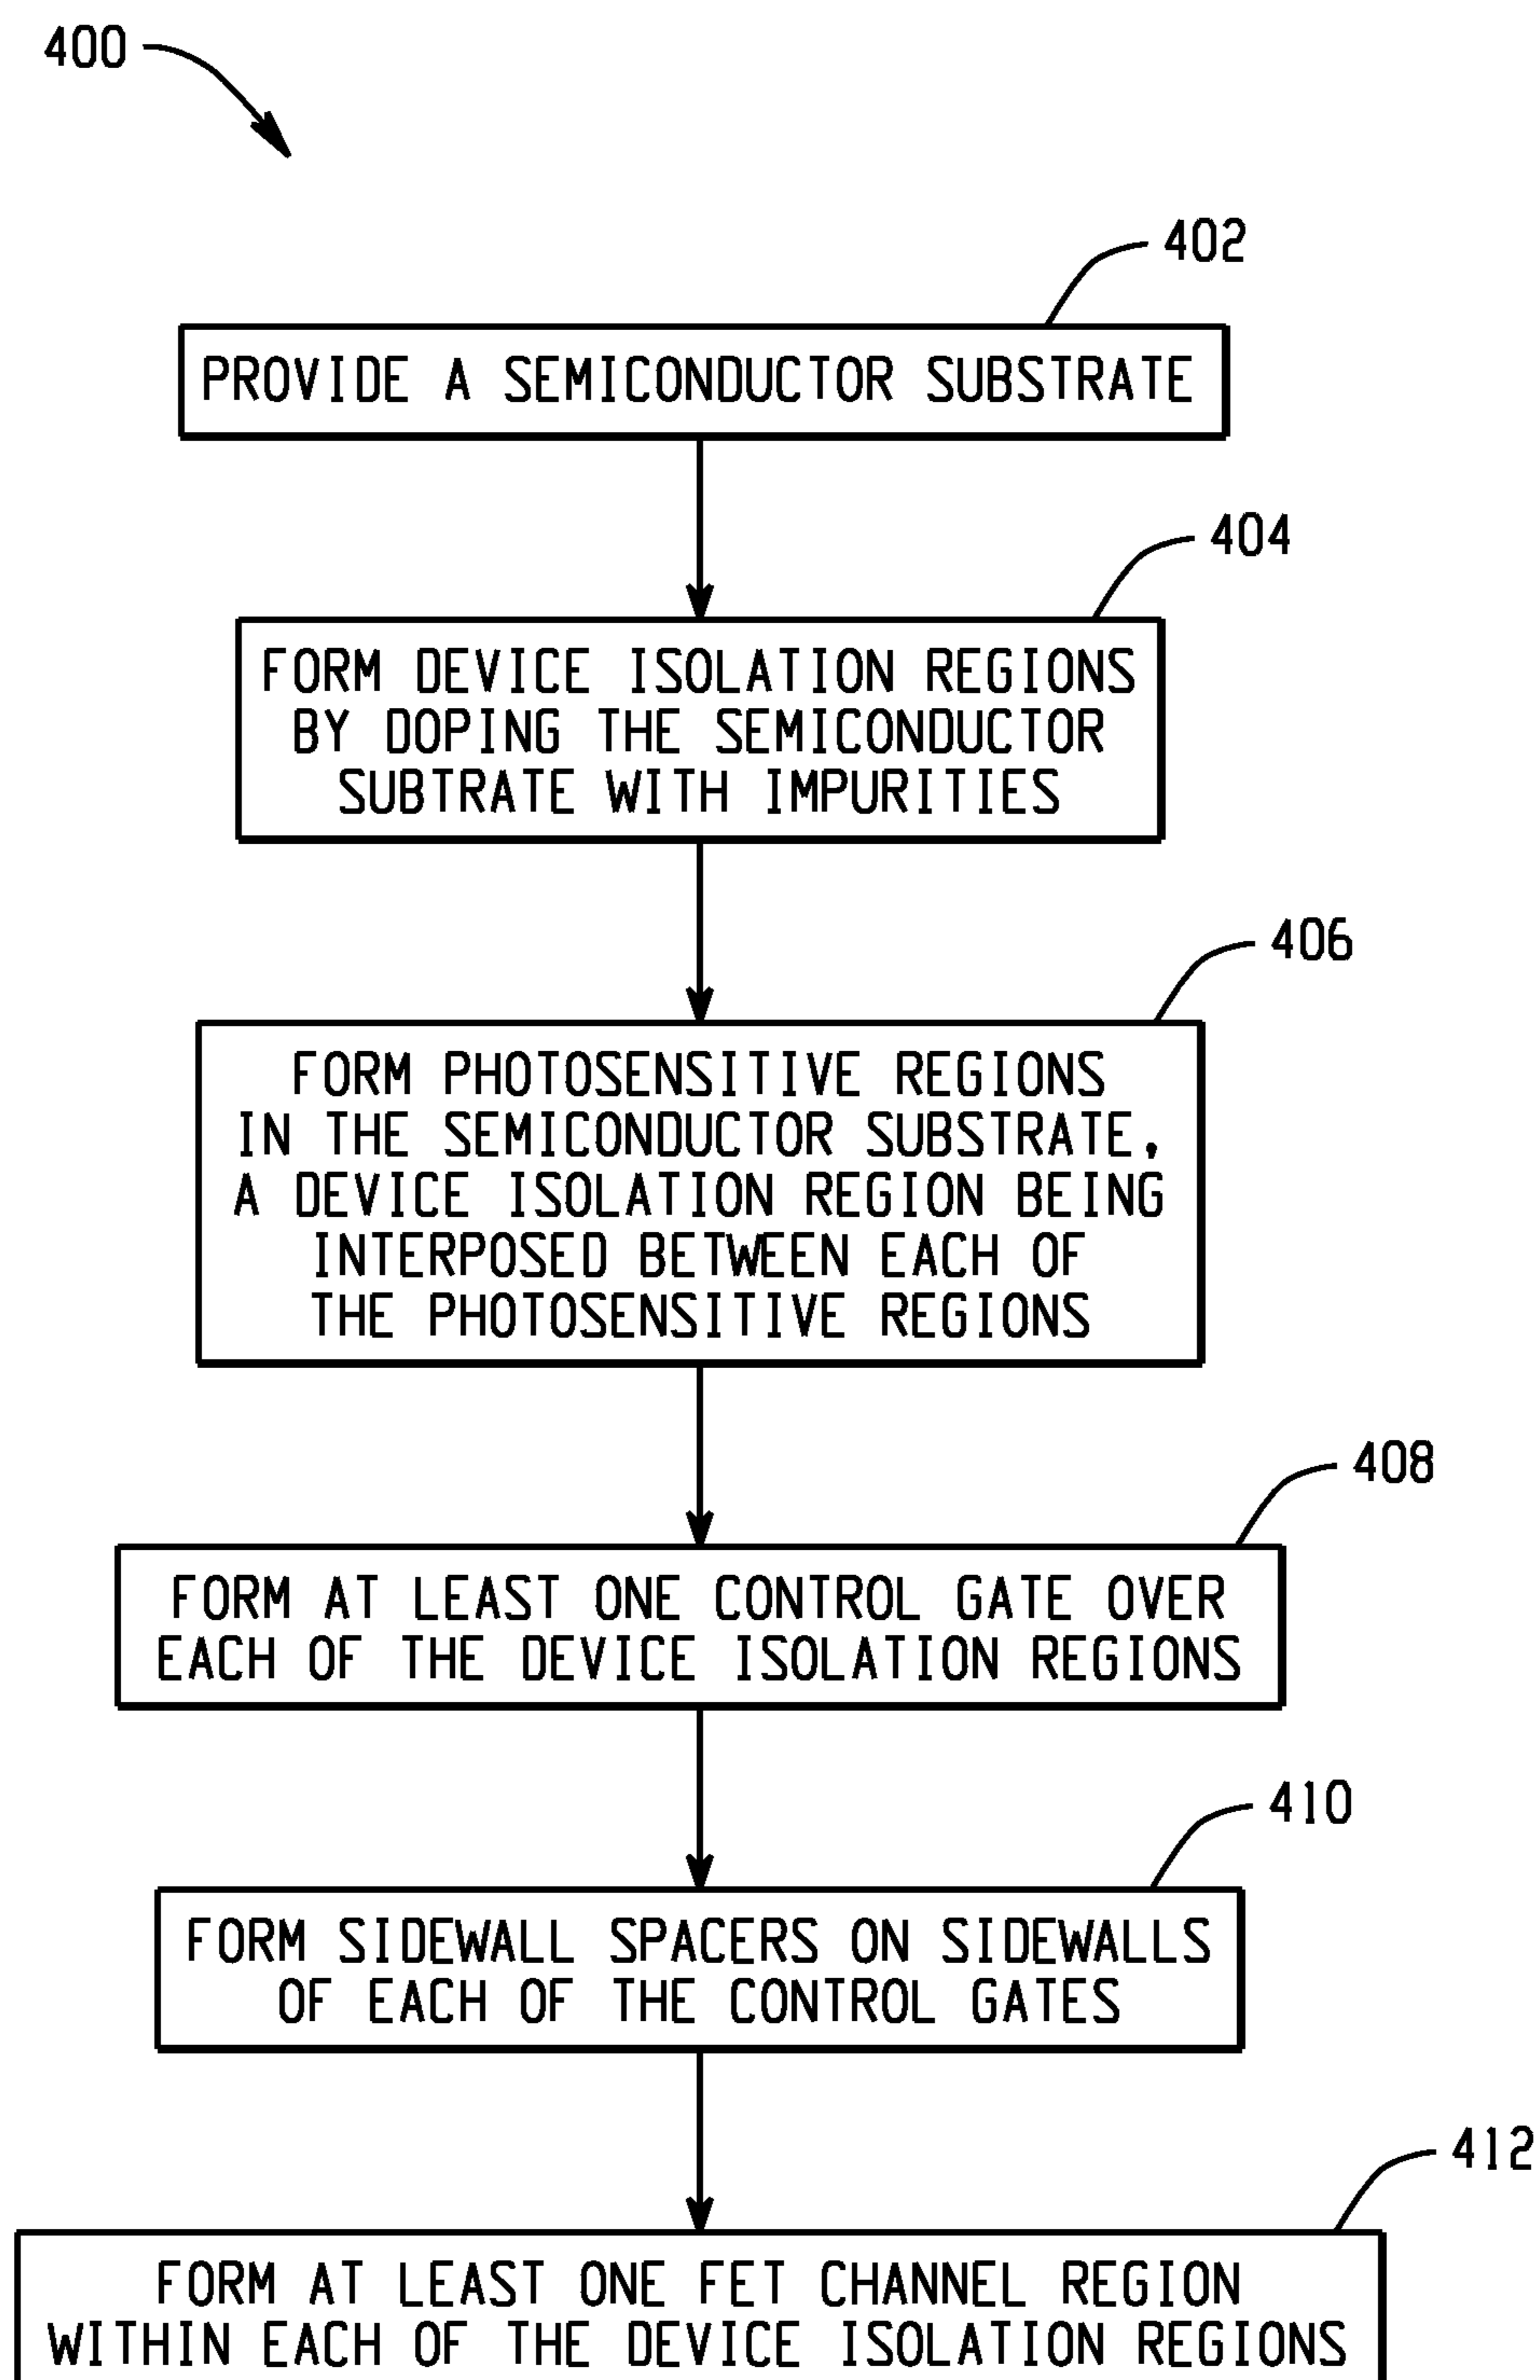 400
402
PROVIDE A SEMICONDUCTOR SUBSTRATE
404
FORM DEVICE ISOLATION REGIONS
BY DOPING THE SEMICONDUCTOR
SUBTRATE WITH IMPURITIES
406
FORM PHOTOSENSITIVE REGIONS
IN THE SEMICONDUCTOR SUBSTRATE,
A DEVICE ISOLATION REGION BEING
INTERPOSED BETWEEN EACH OF
THE PHOTOSENSITIVE REGIONS
408
FORM AT LEAST ONE CONTROL GATE OVER
EACH OF THE DEVICE ISOLATION REGIONS
410
FORM SIDEWALL SPACERS ON SIDEWALLS
OF EACH OF THE CONTROL GATES
412
FORM AT LEAST ONE FET CHANNEL REGION
WITHIN EACH OF THE DEVICE ISOLATION REGIONS